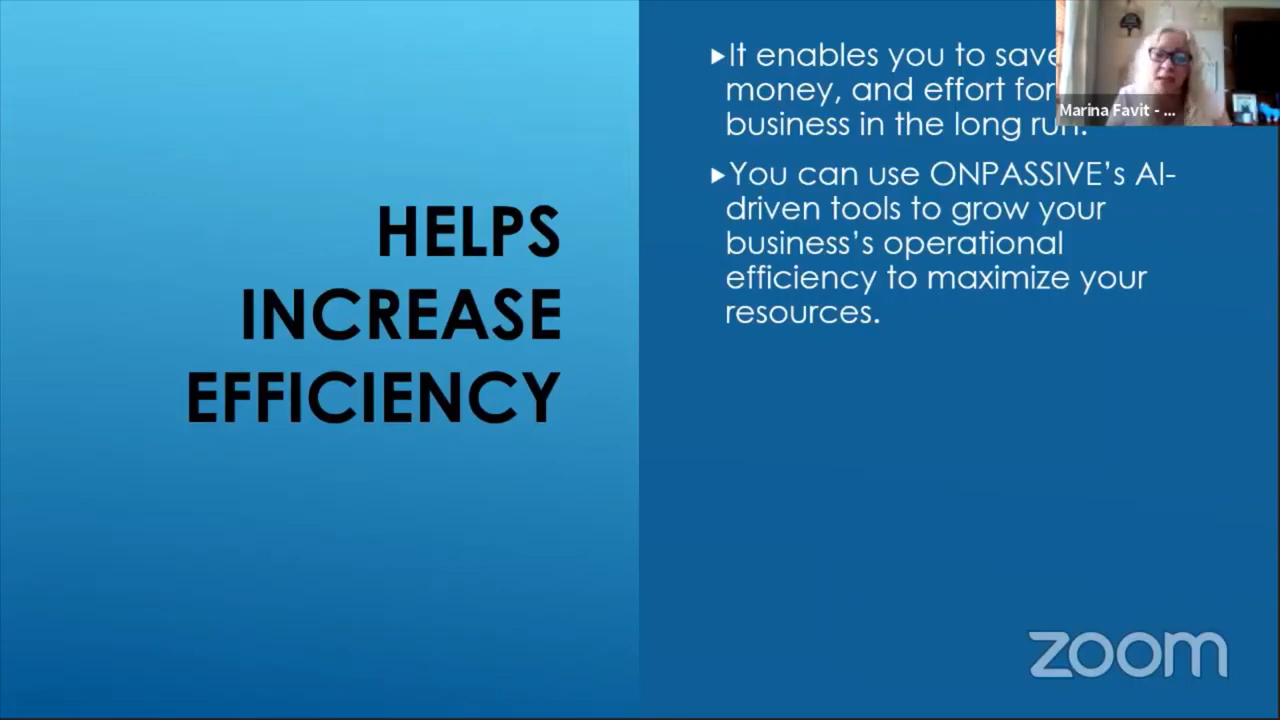 HELPS
INCREASE
EFFICIENCY
▶It enables you to save
money, and effort for
business in the long run.
▶You can use ONPASSIVE's AI-
driven tools to grow your
business's operational
efficiency to maximize your
resources.
Marina Favit - ...
zoom